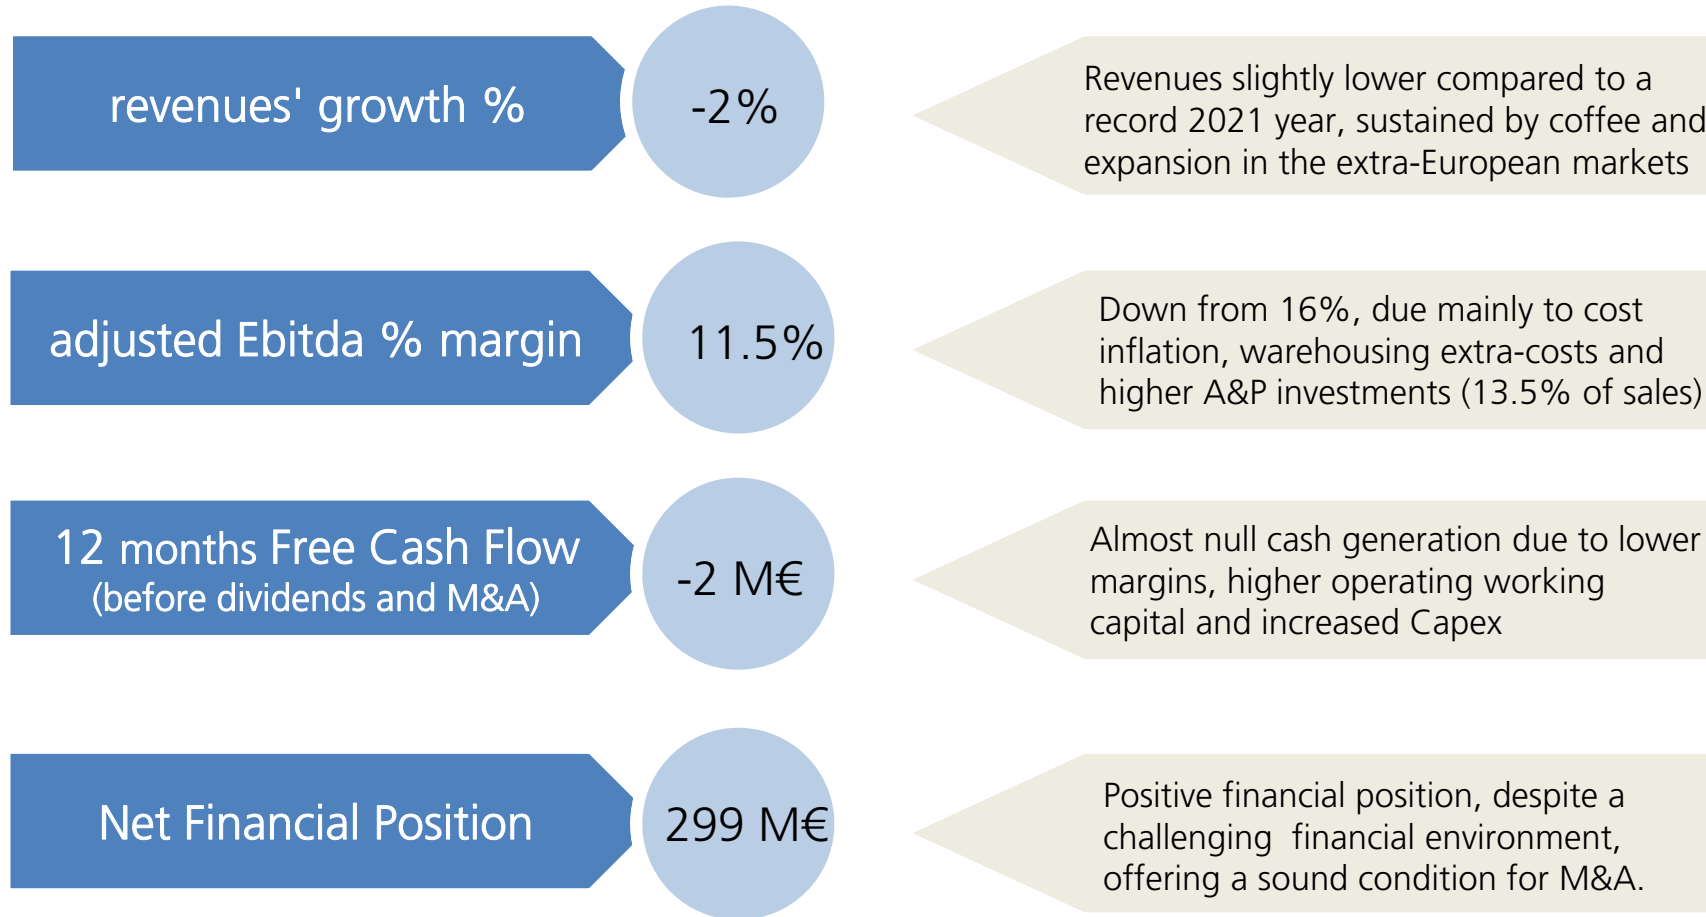 revenues' growth %
-2%
Revenues slightly lower compared to a
record 2021 year, sustained by coffee and
expansion in the extra-European markets
adjusted Ebitda % margin
11.5%
Down from 16%, due mainly to cost
inflation, warehousing extra-costs and
higher A&P investments (13.5% of sales)
12 months Free Cash Flow
(before dividends and M&A)
-2 M€
Almost null cash generation due to lower
margins, higher operating working
capital and increased Capex
Net Financial Position
299 M€
Positive financial position, despite a
challenging  financial environment,
offering a sound condition for M&A.